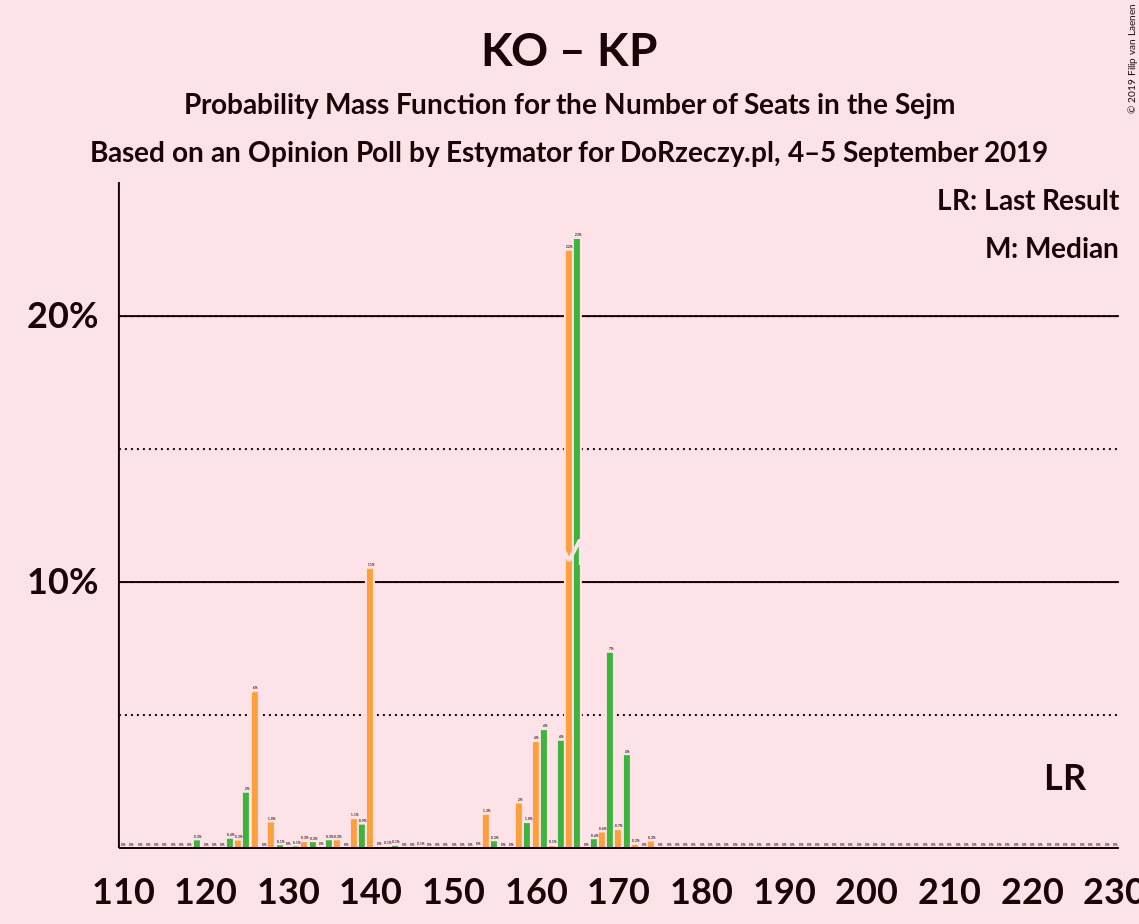 KO – KP
Probability Mass Function for the Number of Seats in the Sejm
Based on an Opinion Poll by Estymator for DoRzeczy.pl, 4–5 September 2019
© 2019 Filip van Laenen
LR: Last Result
M: Median
20%
10%
M
LR
110 120 130 140 150 160 170 180 190 200 210 220 230